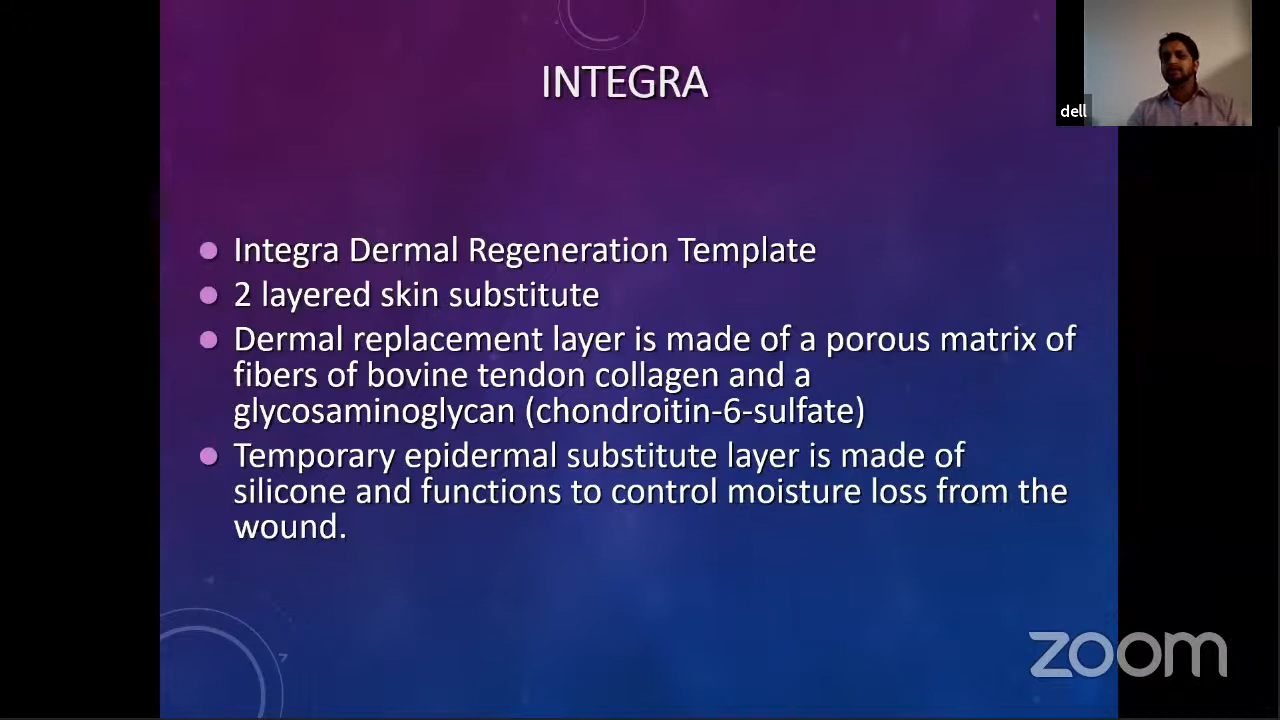 INTEGRA
dell
Integra Dermal Regeneration Template
2 layered skin substitute
Dermal replacement layer is made of a porous matrix of
fibers of bovine tendon collagen and a
glycosaminoglycan (chondroitin-6-sulfate)
Temporary epidermal substitute layer is made of
silicone and functions to control moisture loss from the
wound.
zoom